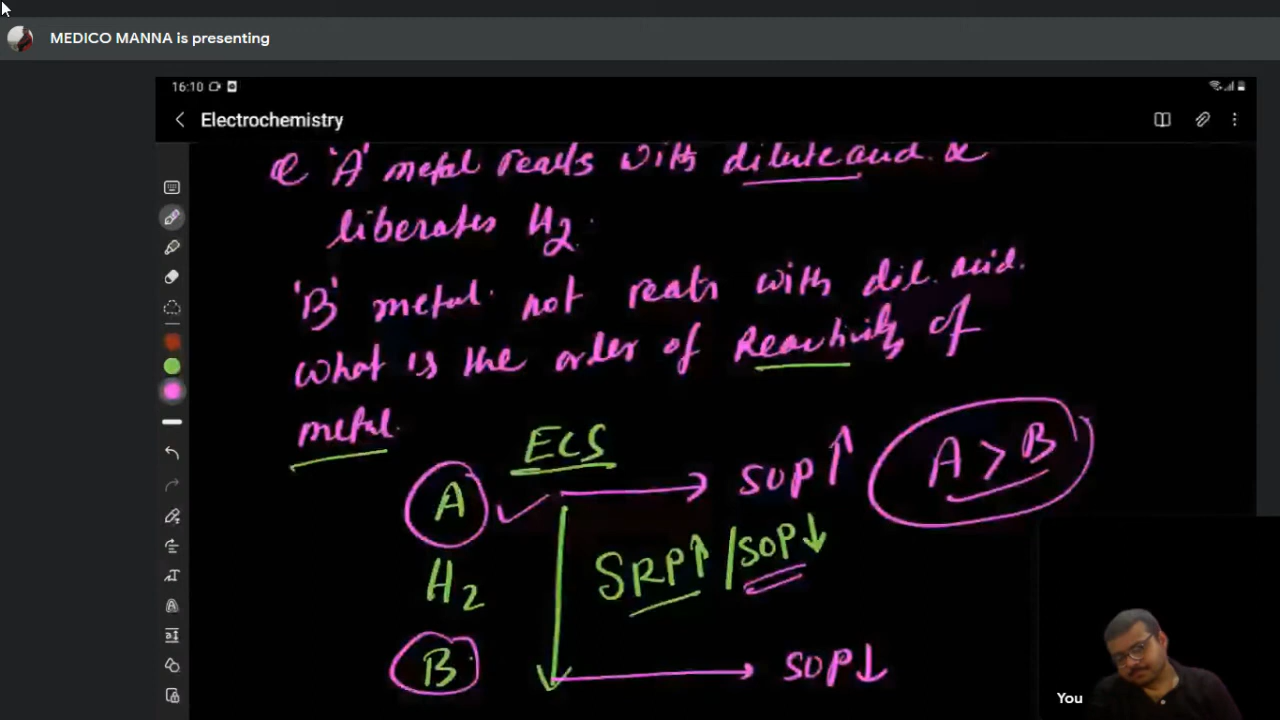 MEDICO MANNA is presenting
16:10
Electrochemistry
'A' metal reacts with dilute acid &
liberates H2.
'B' metal not reacts with dil. acid.
What is the order of Reactivity of
metal.
ECS
A SOP↑ A > B
SRP↑ / SOP↓
H2
B SOP↓
You